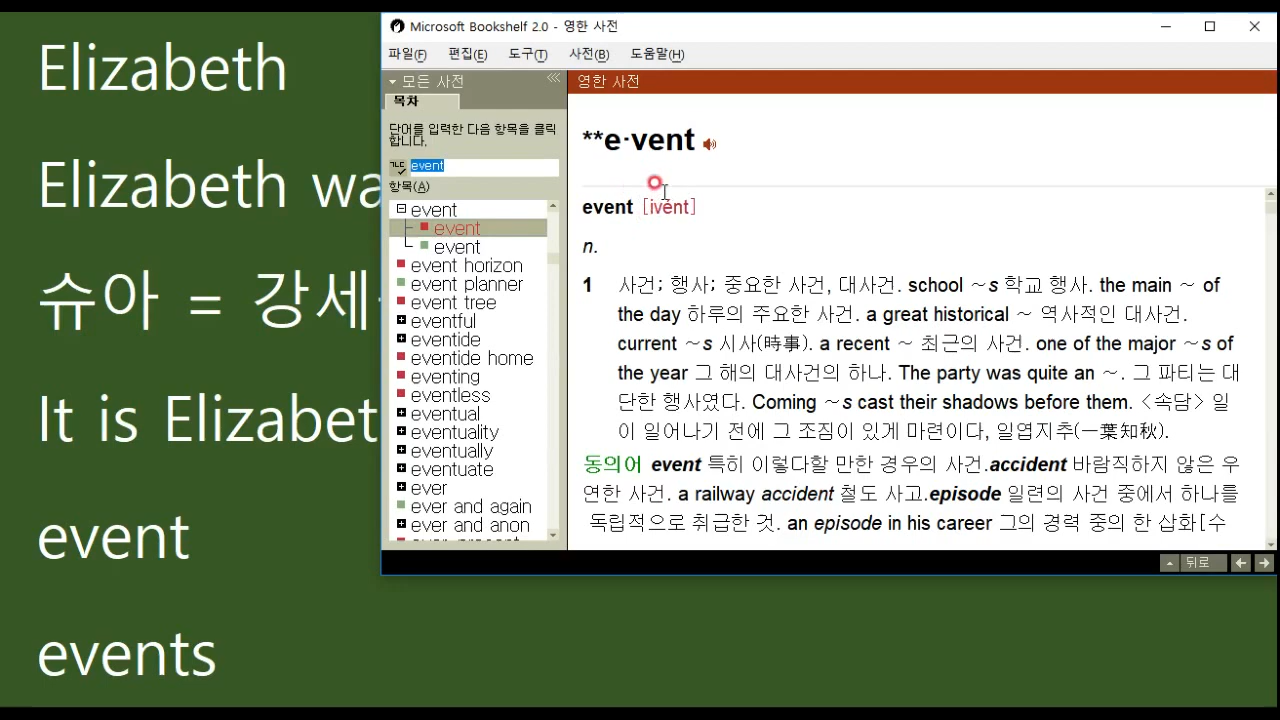 Elizabeth
Elizabeth wa
슈아 = 강세
It is Elizabet
event
events
Microsoft Bookshelf 2.0 - 영한 사전
파일(F) 편집(E) 도구(T) 사전(B) 도움말(H)
모든 사전
목차
단어를 입력한 다음 항목을 클릭
합니다.
event
항목(A)
event
event
event
event horizon
event planner
event tree
eventful
eventide
eventide home
eventing
eventless
eventual
eventuality
eventually
eventuate
ever
ever and again
ever and anon
영한 사전
**e·vent
event [ivént]
n.
1 사건; 행사; 중요한 사건, 대사건. school ～s 학교 행사. the main ～ of
the day 하루의 주요한 사건. a great historical ～ 역사적인 대사건.
current ～s 시사(時事). a recent ～ 최근의 사건. one of the major ～s of
the year 그 해의 대사건의 하나. The party was quite an ～. 그 파티는 대
단한 행사였다. Coming ～s cast their shadows before them. 〈속담〉 일
이 일어나기 전에 그 조짐이 있게 마련이다, 일엽지추(一葉知秋).
동의어 event 특히 이렇다할 만한 경우의 사건.accident 바람직하지 않은 우
연한 사건. a railway accident 철도 사고.episode 일련의 사건 중에서 하나를
독립적으로 취급한 것. an episode in his career 그의 경력 중의 한 삽화[수
뒤로